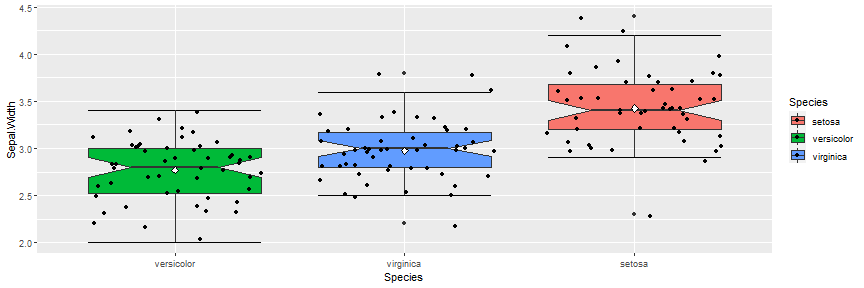 4.5
4.0
3.5
3.0
2.5
2.0
Sepal.Width
versicolor
virginica
setosa
Species
Species
setosa
versicolor
virginica